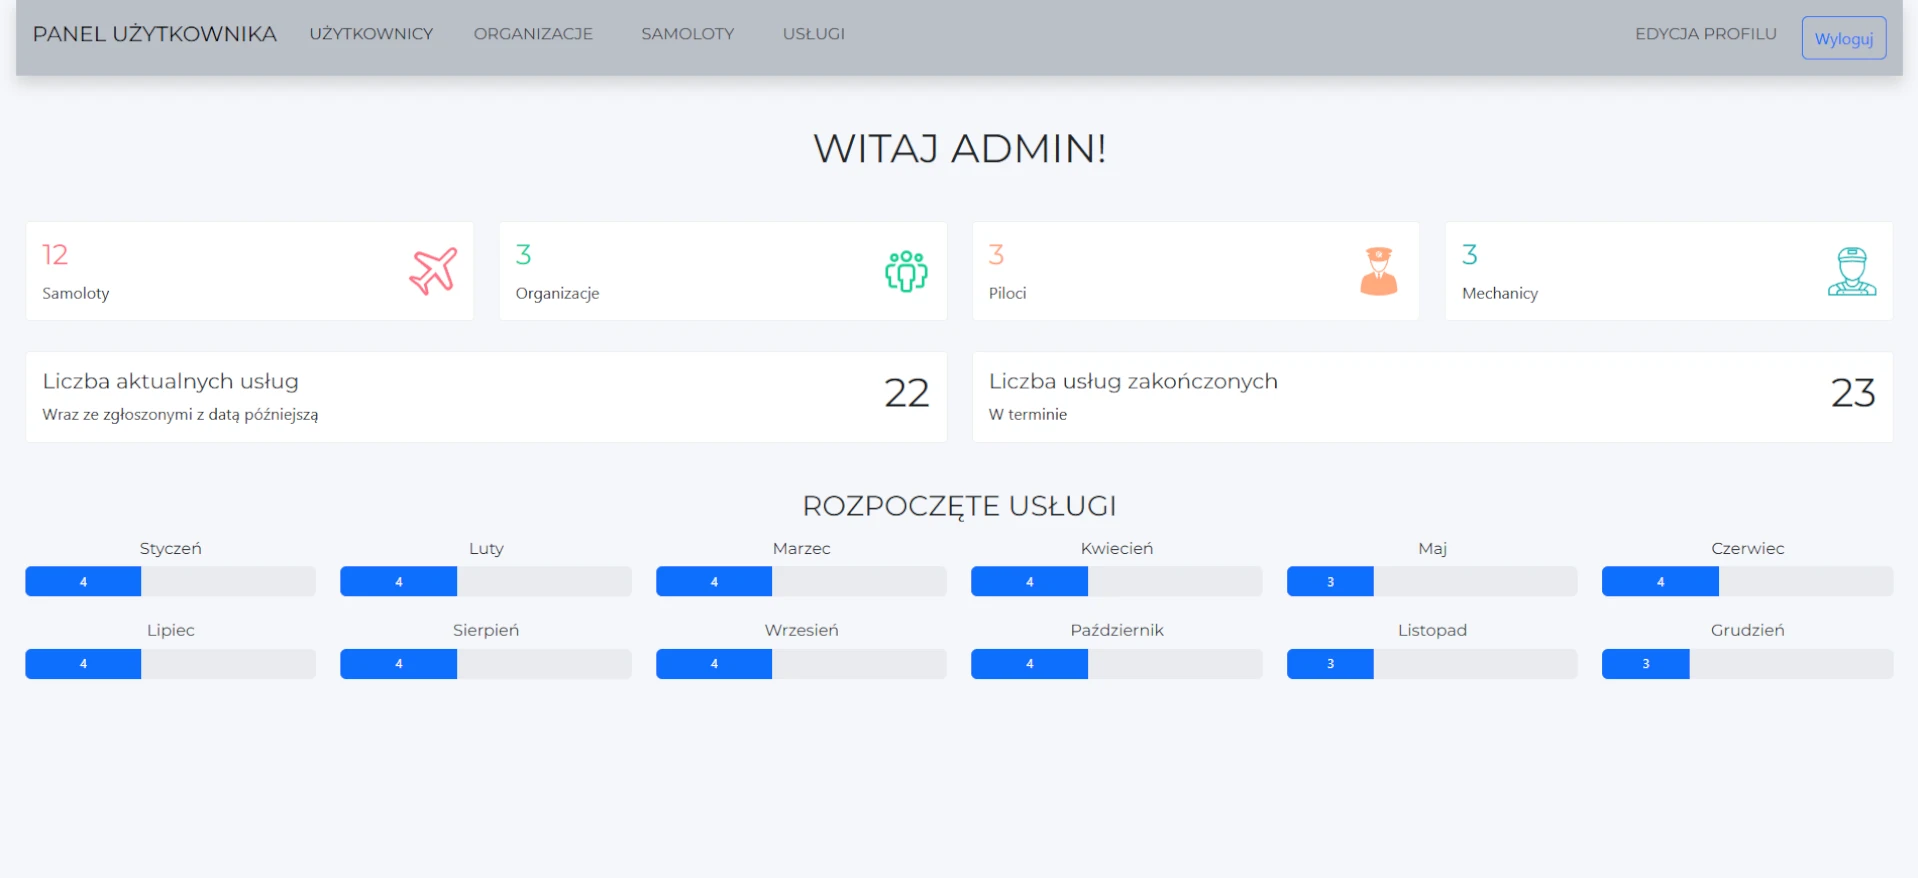 PANEL UŻYTKOWNIKA UŻYTKOWNICY ORGANIZACJE SAMOLOTY USŁUGI EDYCJA PROFILU Wyloguj
WITAJ ADMIN!
12
Samoloty
3
Organizacje
3
Piloci
3
Mechanicy
Liczba aktualnych usług
Wraz ze zgłoszonymi z datą późniejszą
22
Liczba usług zakończonych
W terminie
23
ROZPOCZĘTE USŁUGI
Styczeń Luty Marzec Kwiecień Maj Czerwiec
4 4 4 4 3 4
Lipiec Sierpień Wrzesień Październik Listopad Grudzień
4 4 4 4 3 3